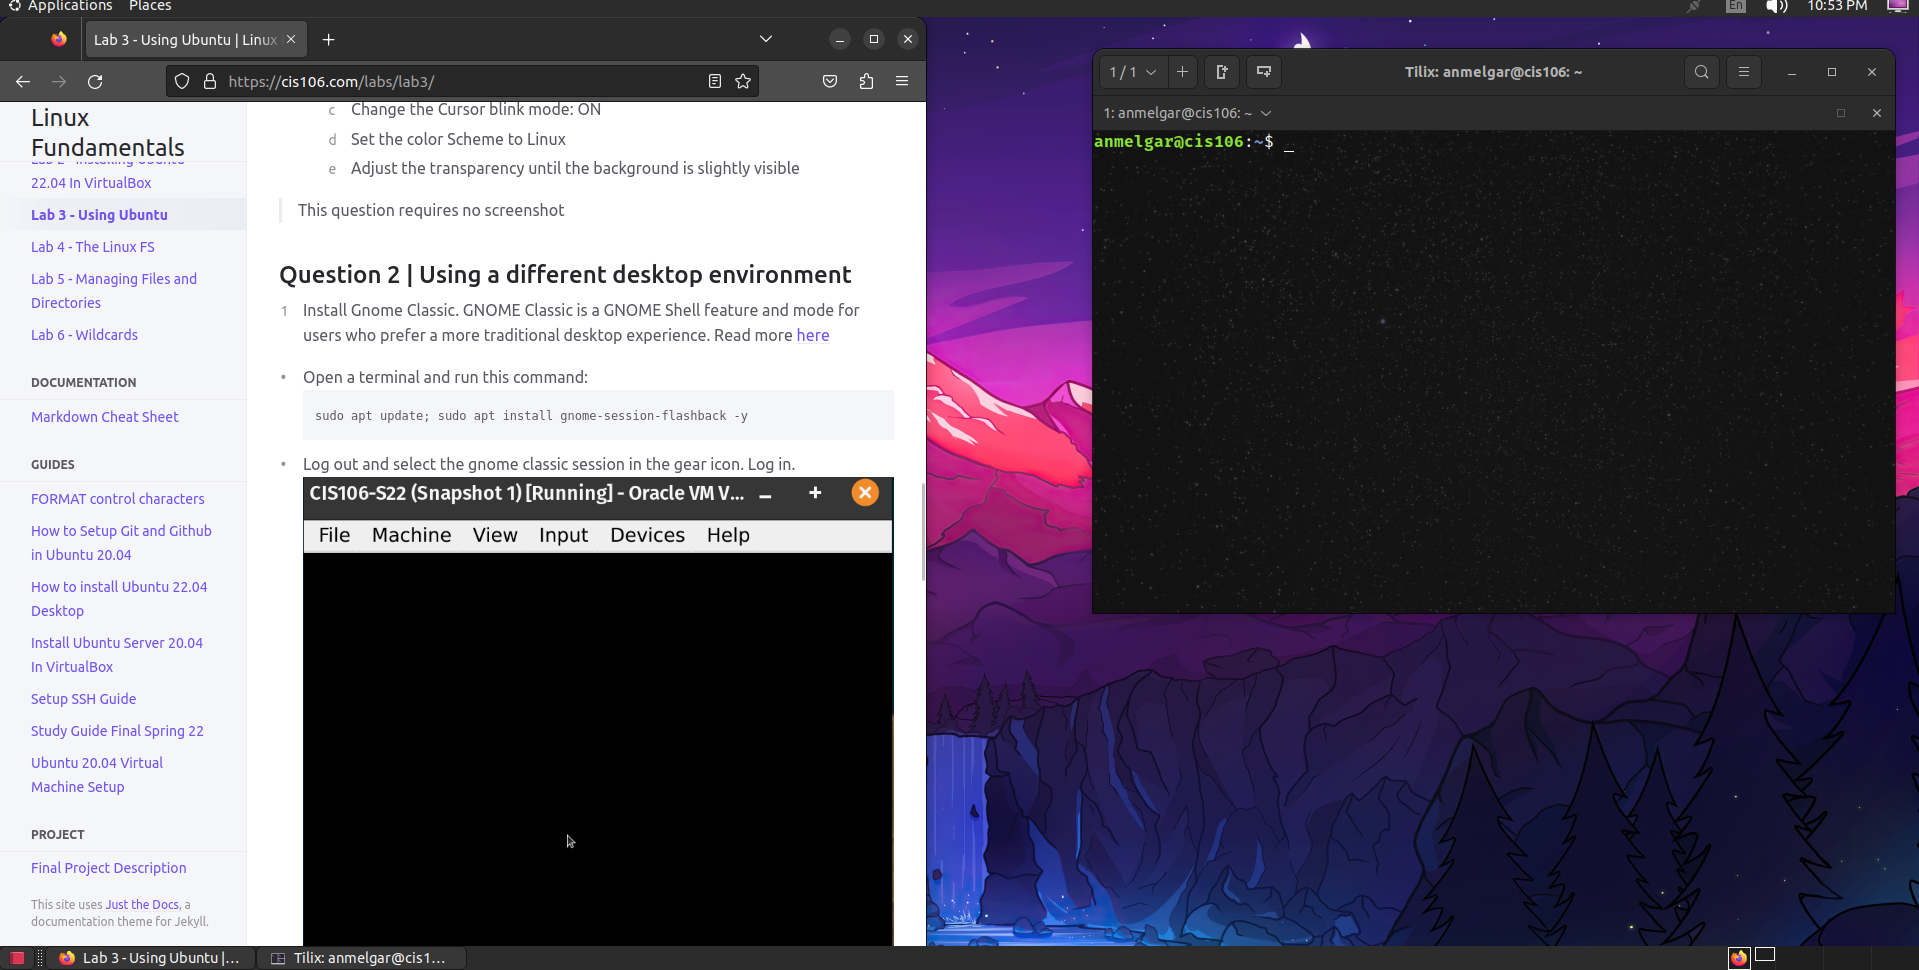 Applications Places
En
10:53 PM
Lab 3 - Using Ubuntu | Linux
https://cis106.com/labs/lab3/
Linux
Fundamentals
Lab 2 - Installing Ubuntu
22.04 In VirtualBox
Lab 3 - Using Ubuntu
Lab 4 - The Linux FS
Lab 5 - Managing Files and
Directories
Lab 6 - Wildcards
DOCUMENTATION
Markdown Cheat Sheet
GUIDES
FORMAT control characters
How to Setup Git and Github
in Ubuntu 20.04
How to install Ubuntu 22.04
Desktop
Install Ubuntu Server 20.04
In VirtualBox
Setup SSH Guide
Study Guide Final Spring 22
Ubuntu 20.04 Virtual
Machine Setup
PROJECT
Final Project Description
This site uses Just the Docs, a
documentation theme for Jekyll.
c Change the Cursor blink mode: ON
d Set the color Scheme to Linux
e Adjust the transparency until the background is slightly visible
This question requires no screenshot
Question 2 | Using a different desktop environment
1 Install Gnome Classic. GNOME Classic is a GNOME Shell feature and mode for
users who prefer a more traditional desktop experience. Read more here
• Open a terminal and run this command:
sudo apt update; sudo apt install gnome-session-flashback -y
• Log out and select the gnome classic session in the gear icon. Log in.
CIS106-S22 (Snapshot 1) [Running] - Oracle VM V...
File Machine View Input Devices Help
1 / 1
Tilix: anmelgar@cis106: ~
1: anmelgar@cis106: ~
anmelgar@cis106:~$ _
Lab 3 - Using Ubuntu |...
Tilix: anmelgar@cis1...